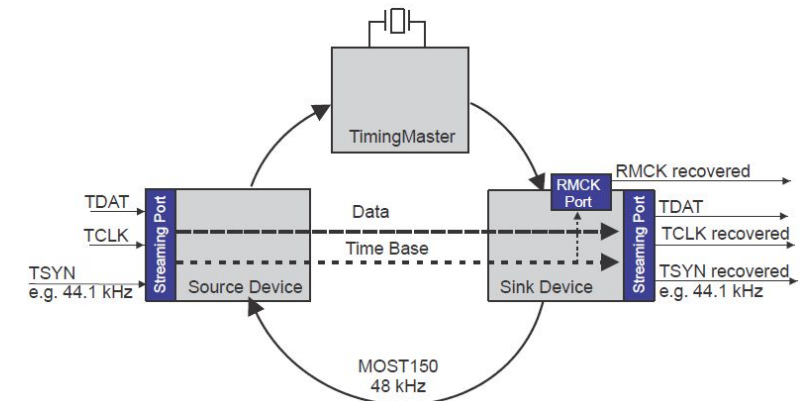 TimingMaster
RMCK recovered
RMCK
Port
TDAT
TCLK
TSYN
e.g. 44.1 kHz
Streaming Port
Source Device
Data
Time Base
Sink Device
Streaming Port
TDAT
TCLK recovered
TSYN recovered
e.g. 44.1 kHz
MOST150
48 kHz